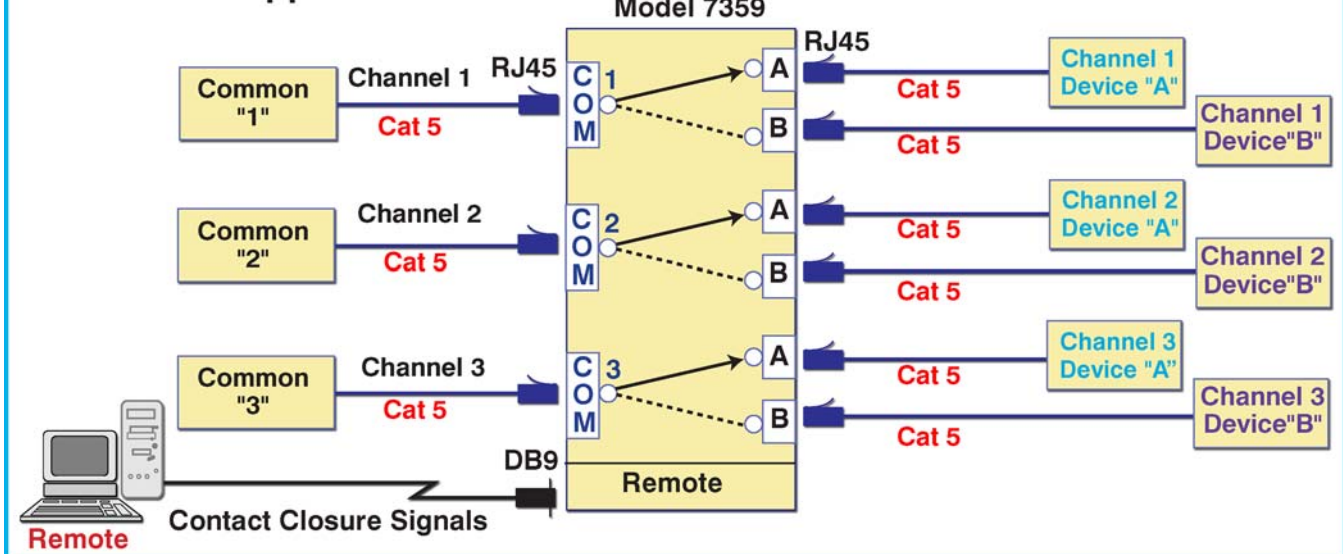 Model 7359
Common
"1"
Channel 1
Cat 5
RJ45
COM
1
A
B
RJ45
Cat 5
Channel 1
Device "A"
Cat 5
Channel 1
Device"B"
Common
"2"
Channel 2
Cat 5
COM
2
A
B
Cat 5
Channel 2
Device "A"
Cat 5
Channel 2
Device"B"
Common
"3"
Channel 3
Cat 5
COM
3
A
B
Cat 5
Channel 3
Device "A”
Cat 5
Channel 3
Device"B"
DB9
Remote
Contact Closure Signals
Remote